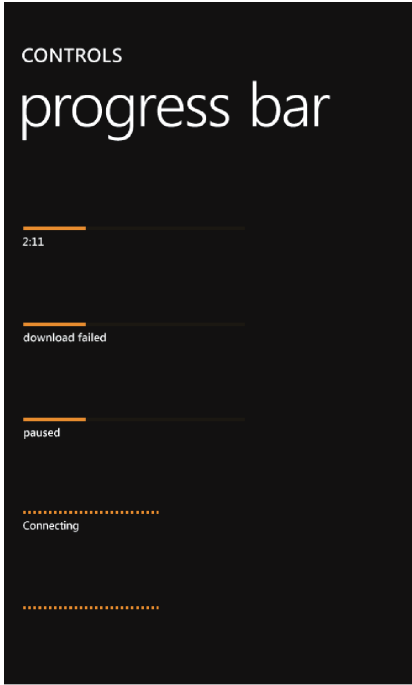 CONTROLS
progress bar
2:11
download failed
paused
Connecting